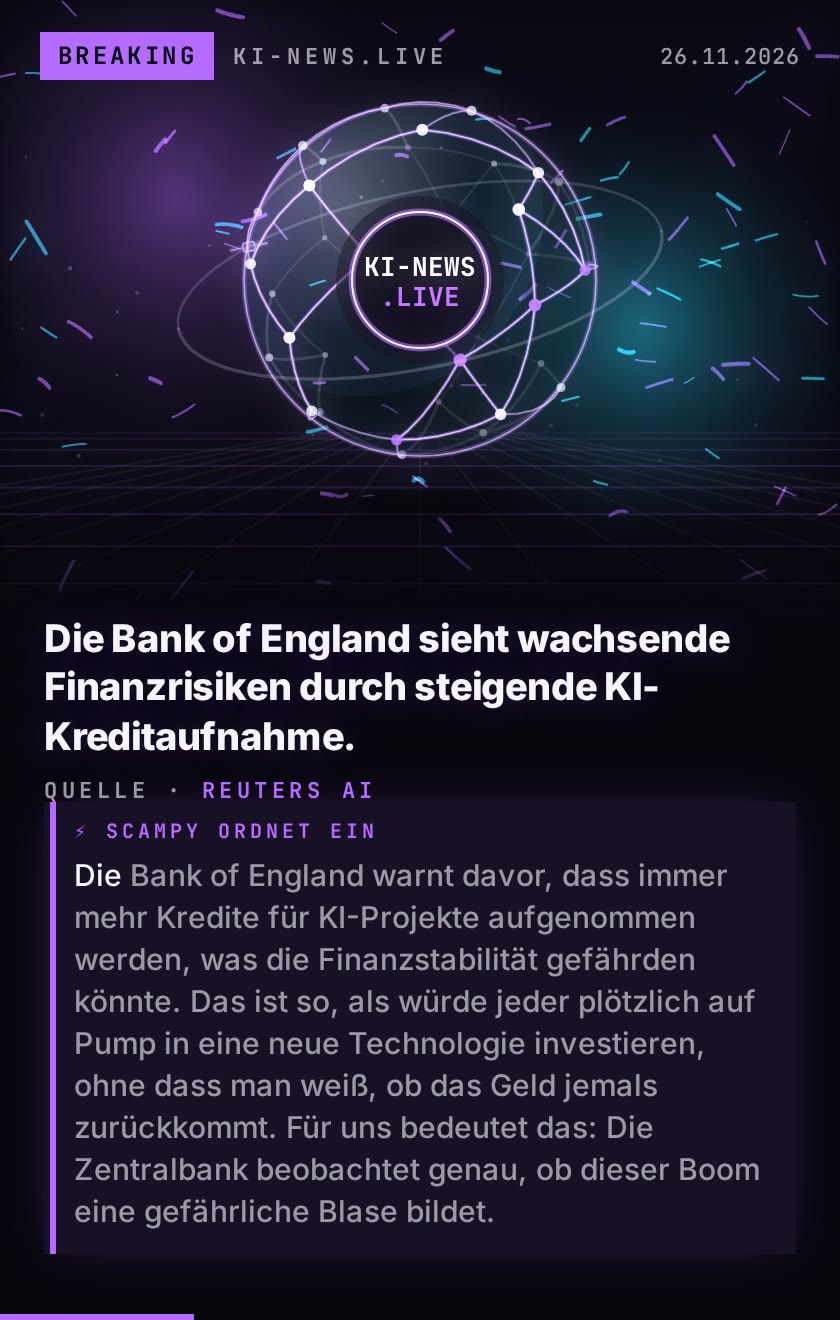 BREAKING KI-NEWS.LIVE 26.11.2026
KI-NEWS
.LIVE
Die Bank of England sieht wachsende
Finanzrisiken durch steigende KI-
Kreditaufnahme.
QUELLE · REUTERS AI
⚡ SCAMPY ORDNET EIN
Die Bank of England warnt davor, dass immer
mehr Kredite für KI-Projekte aufgenommen
werden, was die Finanzstabilität gefährden
könnte. Das ist so, als würde jeder plötzlich auf
Pump in eine neue Technologie investieren,
ohne dass man weiß, ob das Geld jemals
zurückkommt. Für uns bedeutet das: Die
Zentralbank beobachtet genau, ob dieser Boom
eine gefährliche Blase bildet.